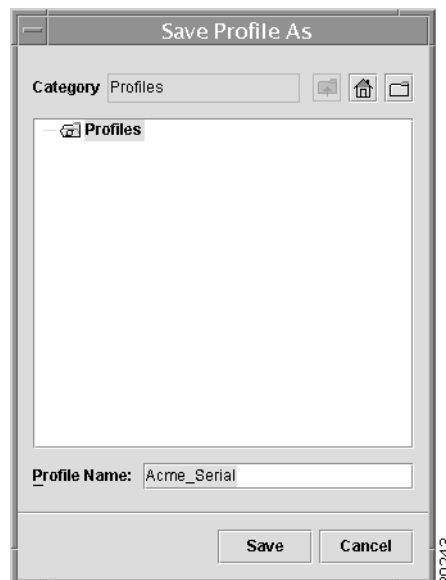 Save Profile As
Category Profiles
Profiles
Profile Name: Acme_Serial
Save Cancel